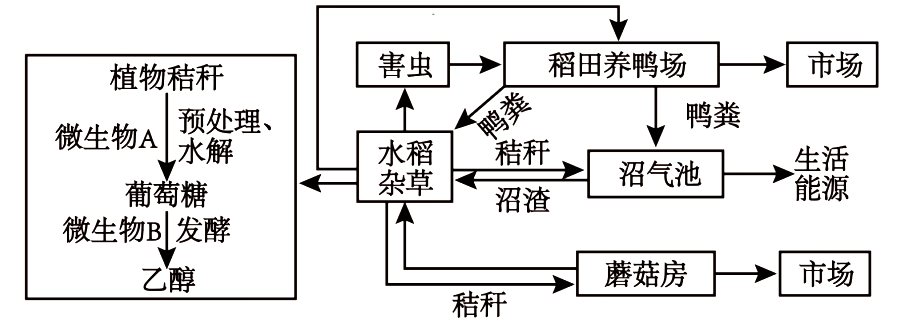 植物秸秆
微生物A
预处理、
水解
葡萄糖
微生物B
发酵
乙醇
害虫
稻田养鸭场
市场
鸭粪
鸭粪
水稻
杂草
秸秆
沼渣
沼气池
生活
能源
秸秆
蘑菇房
市场